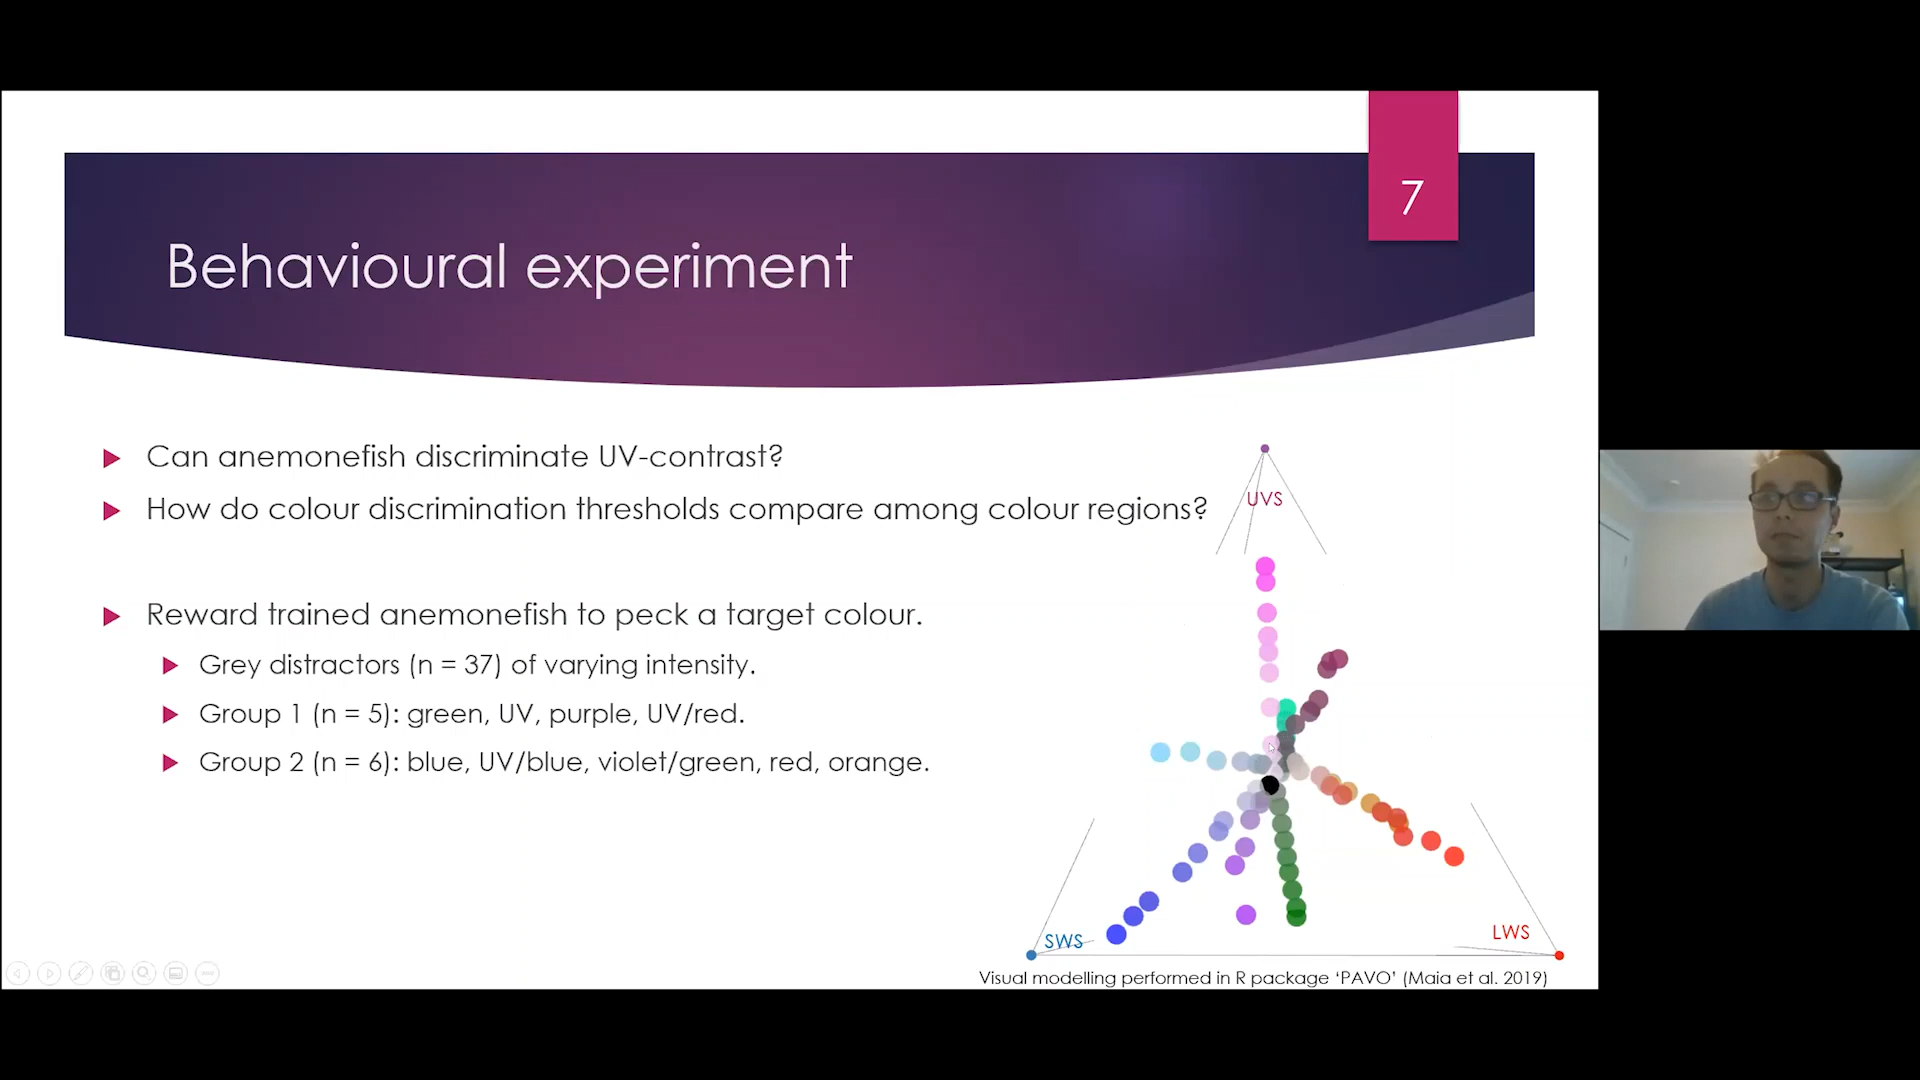 7
Behavioural experiment
Can anemonefish discriminate UV-contrast?
How do colour discrimination thresholds compare among colour regions?
Reward trained anemonefish to peck a target colour.
Grey distractors (n = 37) of varying intensity.
Group 1 (n = 5): green, UV, purple, UV/red.
Group 2 (n = 6): blue, UV/blue, violet/green, red, orange.
UVS
SWS
LWS
Visual modelling performed in R package ‘PAVO’ (Maia et al. 2019)